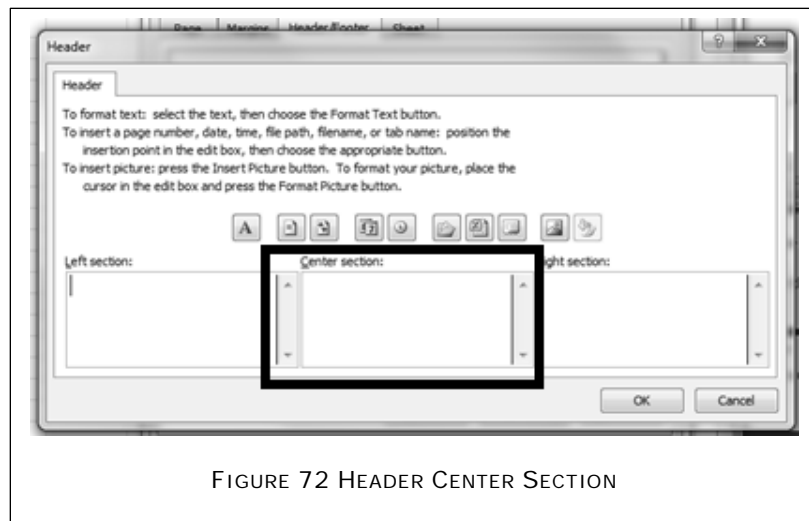 Page Margins Header/Footer Sheet
Header
Header
To format text: select the text, then choose the Format Text button.
To insert a page number, date, time, file path, filename, or tab name: position the
insertion point in the edit box, then choose the appropriate button.
To insert picture: press the Insert Picture button. To format your picture, place the
cursor in the edit box and press the Format Picture button.
A
Left section: Center section: ight section:
OK Cancel
FIGURE 72 HEADER CENTER SECTION